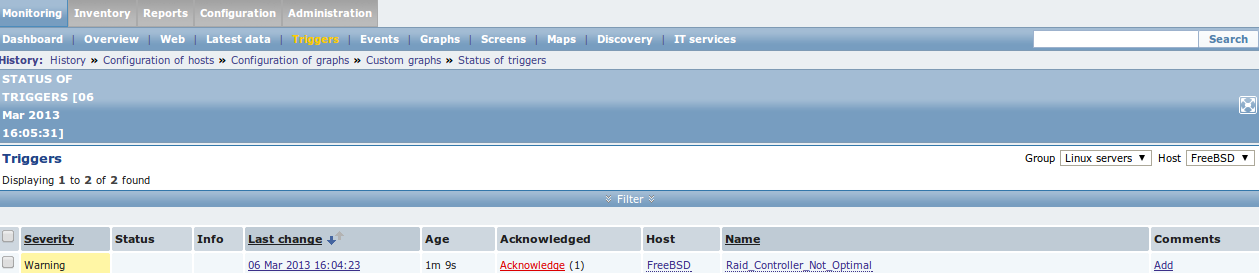 Monitoring Inventory Reports Configuration Administration
Dashboard | Overview | Web | Latest data | Triggers | Events | Graphs | Screens | Maps | Discovery | IT services Search
History: History » Configuration of hosts » Configuration of graphs » Custom graphs » Status of triggers
STATUS OF
TRIGGERS [06
Mar 2013
16:05:31]
Triggers Group Linux servers Host FreeBSD
Displaying 1 to 2 of 2 found
Filter
Severity Status Info Last change Age Acknowledged Host Name Comments
Warning 06 Mar 2013 16:04:23 1m 9s Acknowledge (1) FreeBSD Raid_Controller_Not_Optimal Add